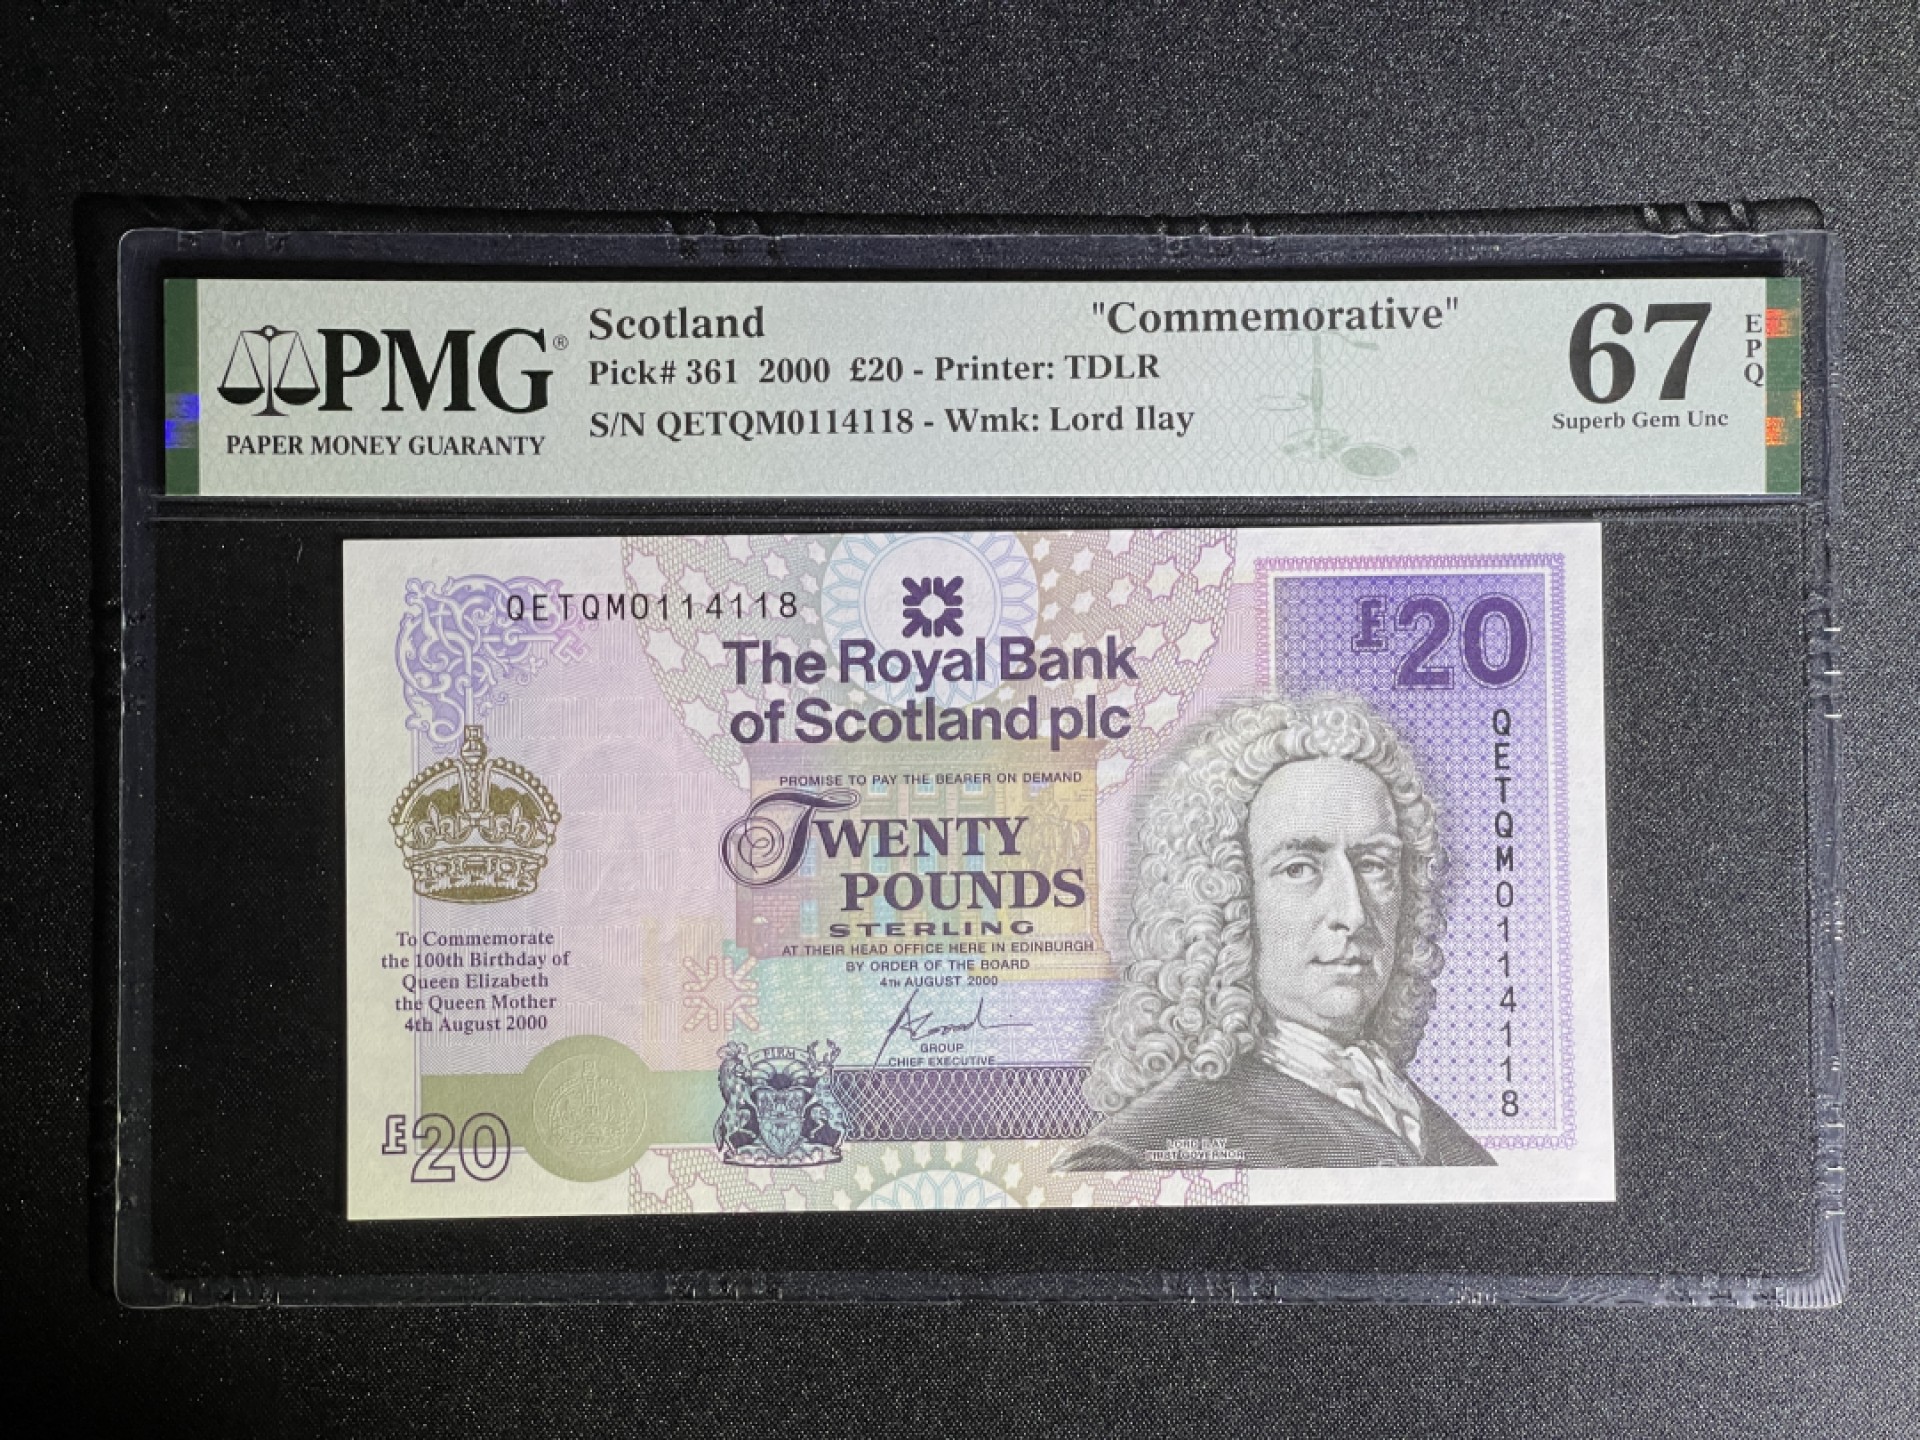 PMG®
PAPER MONEY GUARANTY
Scotland "Commemorative"
Pick# 361 2000 £20 - Printer: TDLR
S/N QETQM0114118 - Wmk: Lord Ilay
67
EPQ
Superb Gem Unc
QETQM0114118
The Royal Bank
of Scotland plc
£20
PROMISE TO PAY THE BEARER ON DEMAND
TWENTY
POUNDS
STERLING
AT THEIR HEAD OFFICE HERE IN EDINBURGH
BY ORDER OF THE BOARD
4TH AUGUST 2000
GROUP
CHIEF EXECUTIVE
To Commemorate
the 100th Birthday of
Queen Elizabeth
the Queen Mother
4th August 2000
£20
FIRM
LORD ILAY
FIRST GOVERNOR
QETQM0114118